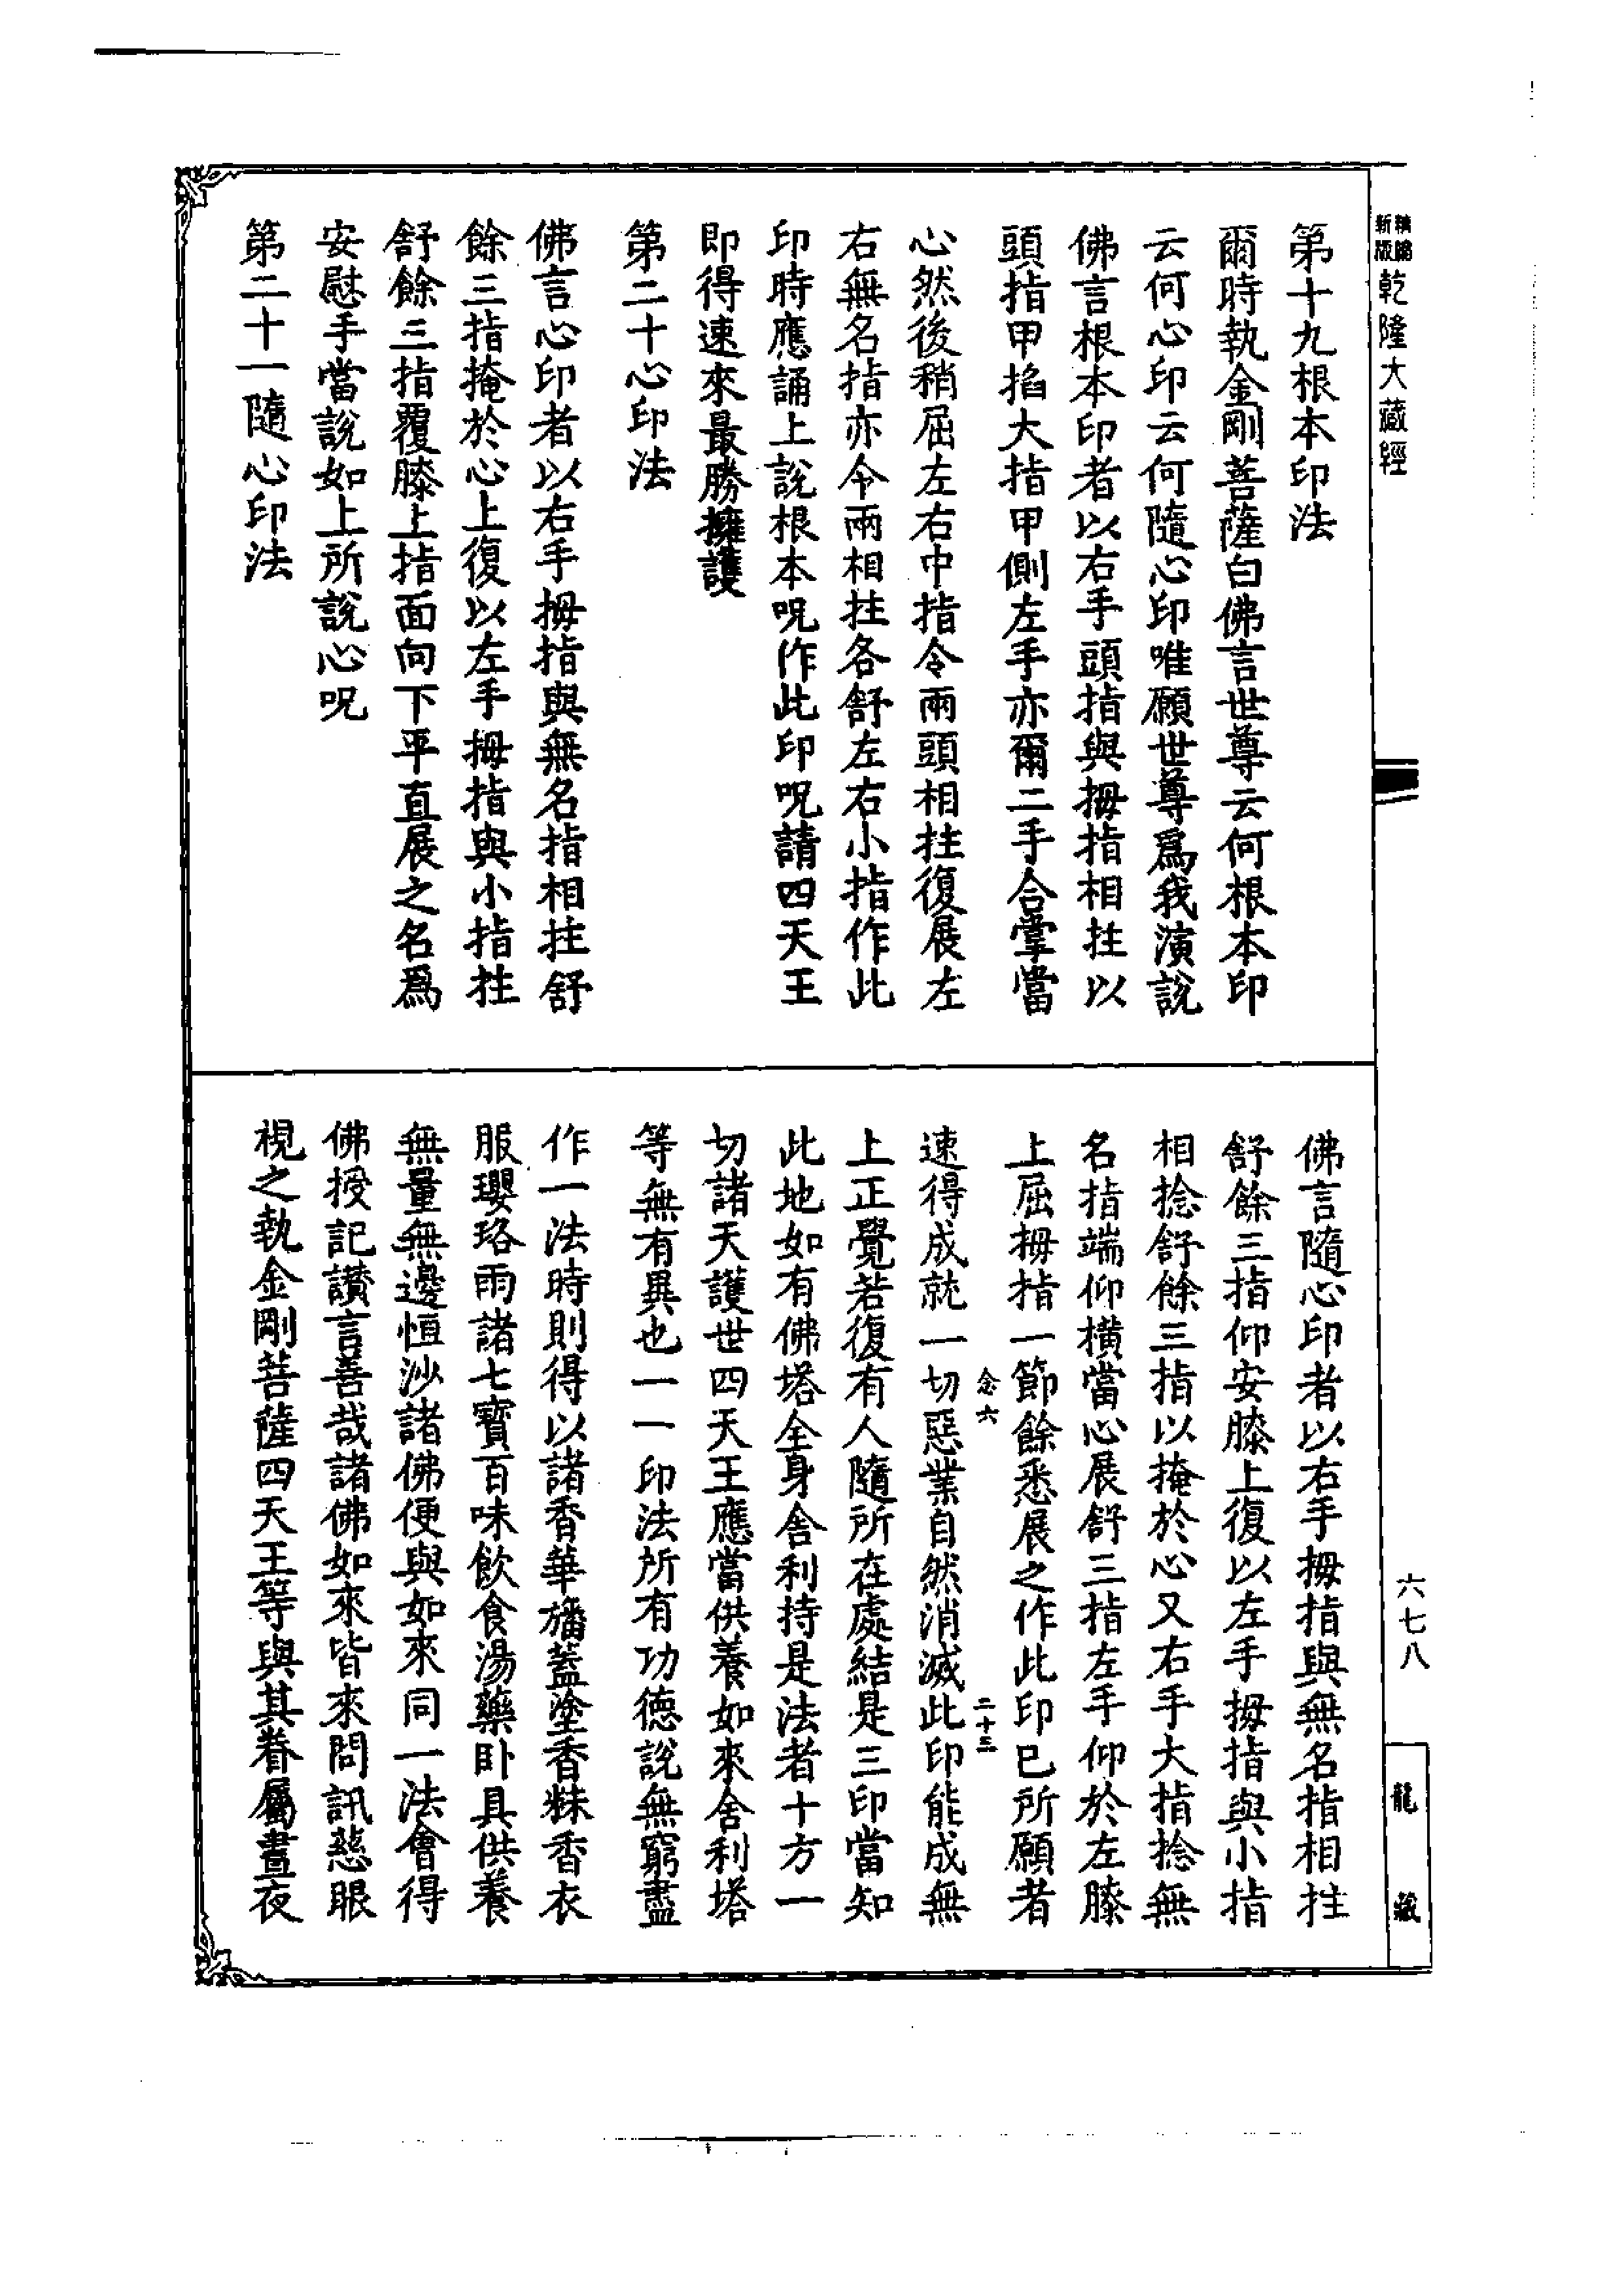 新版
精編
乾隆大藏經
第十九根本印法
爾時執金剛菩薩白佛言世尊云何根本印
云何心印云何隨心印唯願世尊爲我演說
佛言根本印者以右手頭指與拇指相拄以
頭指甲掐大指甲側左手亦爾二手合掌當
心然後稍屈左右中指令兩頭相拄復展左
右無名指亦令兩相拄各舒左右小指作此
印時應誦上說根本呪作此印呪請四天王
即得速來最勝擁護
第二十心印法
佛言心印者以右手拇指與無名指相拄舒
餘三指掩於心上復以左手拇指與小指拄
舒餘三指覆膝上指面向下平直展之名爲
安慰手當說如上所說心呪
第二十一隨心印法
佛言隨心印者以右手拇指與無名指相拄
舒餘三指仰安膝上復以左手拇指與小指
相捻舒餘三指以掩於心又右手大指捻無
名指端仰橫當心展舒三指左手仰於左膝
上屈拇指一節餘悉展之作此印已所願者
念六
二十三
速得成就一切惡業自然消滅此印能成無
上正覺若復有人隨所在處結是三印當知
此地如有佛塔全身舍利持是法者十方一
切諸天護世四天王應當供養如來舍利塔
等無有異也一一印法所有功德說無窮盡
作一法時則得以諸香華旛蓋塗香粖香衣
服瓔珞雨諸七寶百味飲食湯藥卧具供養
無量無邊恒沙諸佛便與如來同一法會得
佛授記讃言善哉諸佛如來皆來問訊慈眼
視之執金剛菩薩四天王等與其眷屬晝夜
六七八
龍藏